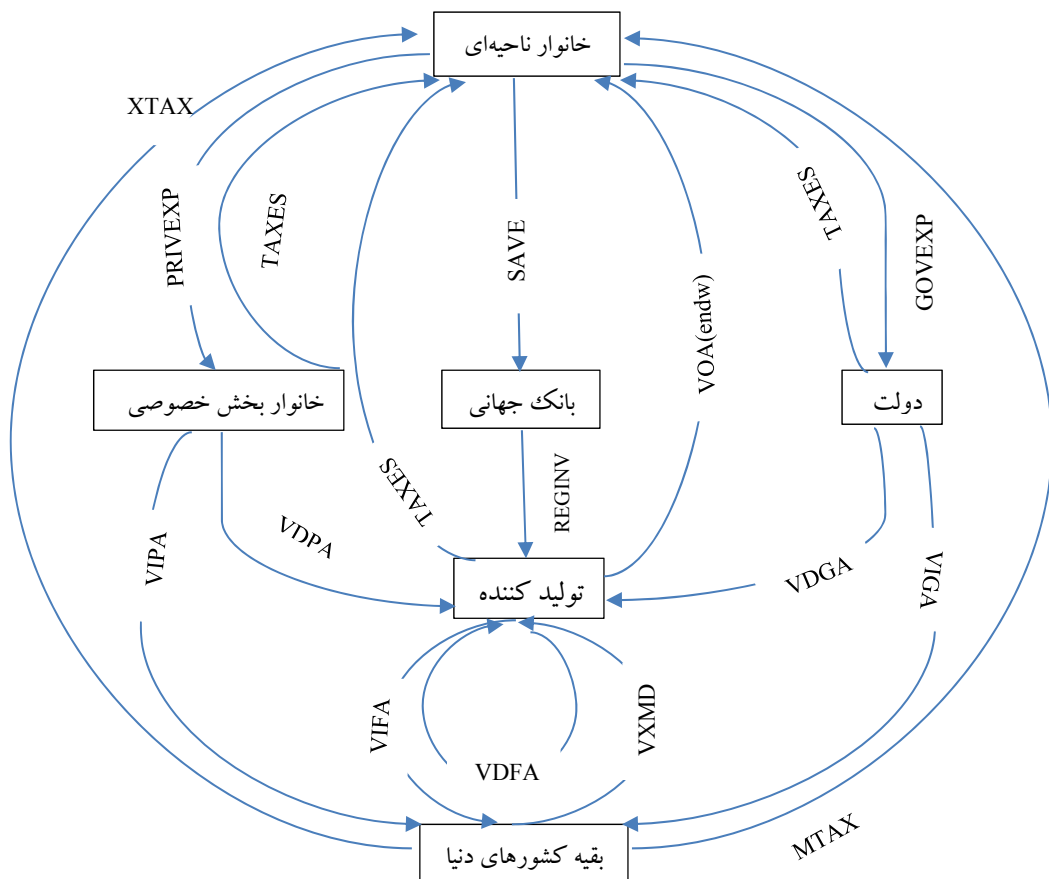 خانوار ناحیه‌ای
XTAX
PRIVEXP
TAXES
SAVE
TAXES
GOVEXP
VOA(endw)
خانوار بخش خصوصی
بانک جهانی
دولت
TAXES
REGINV
VIPA
VDPA
VDGA
VIGA
تولید کننده
VIFA
VDFA
VXMD
MTAX
بقیه کشورهای دنیا